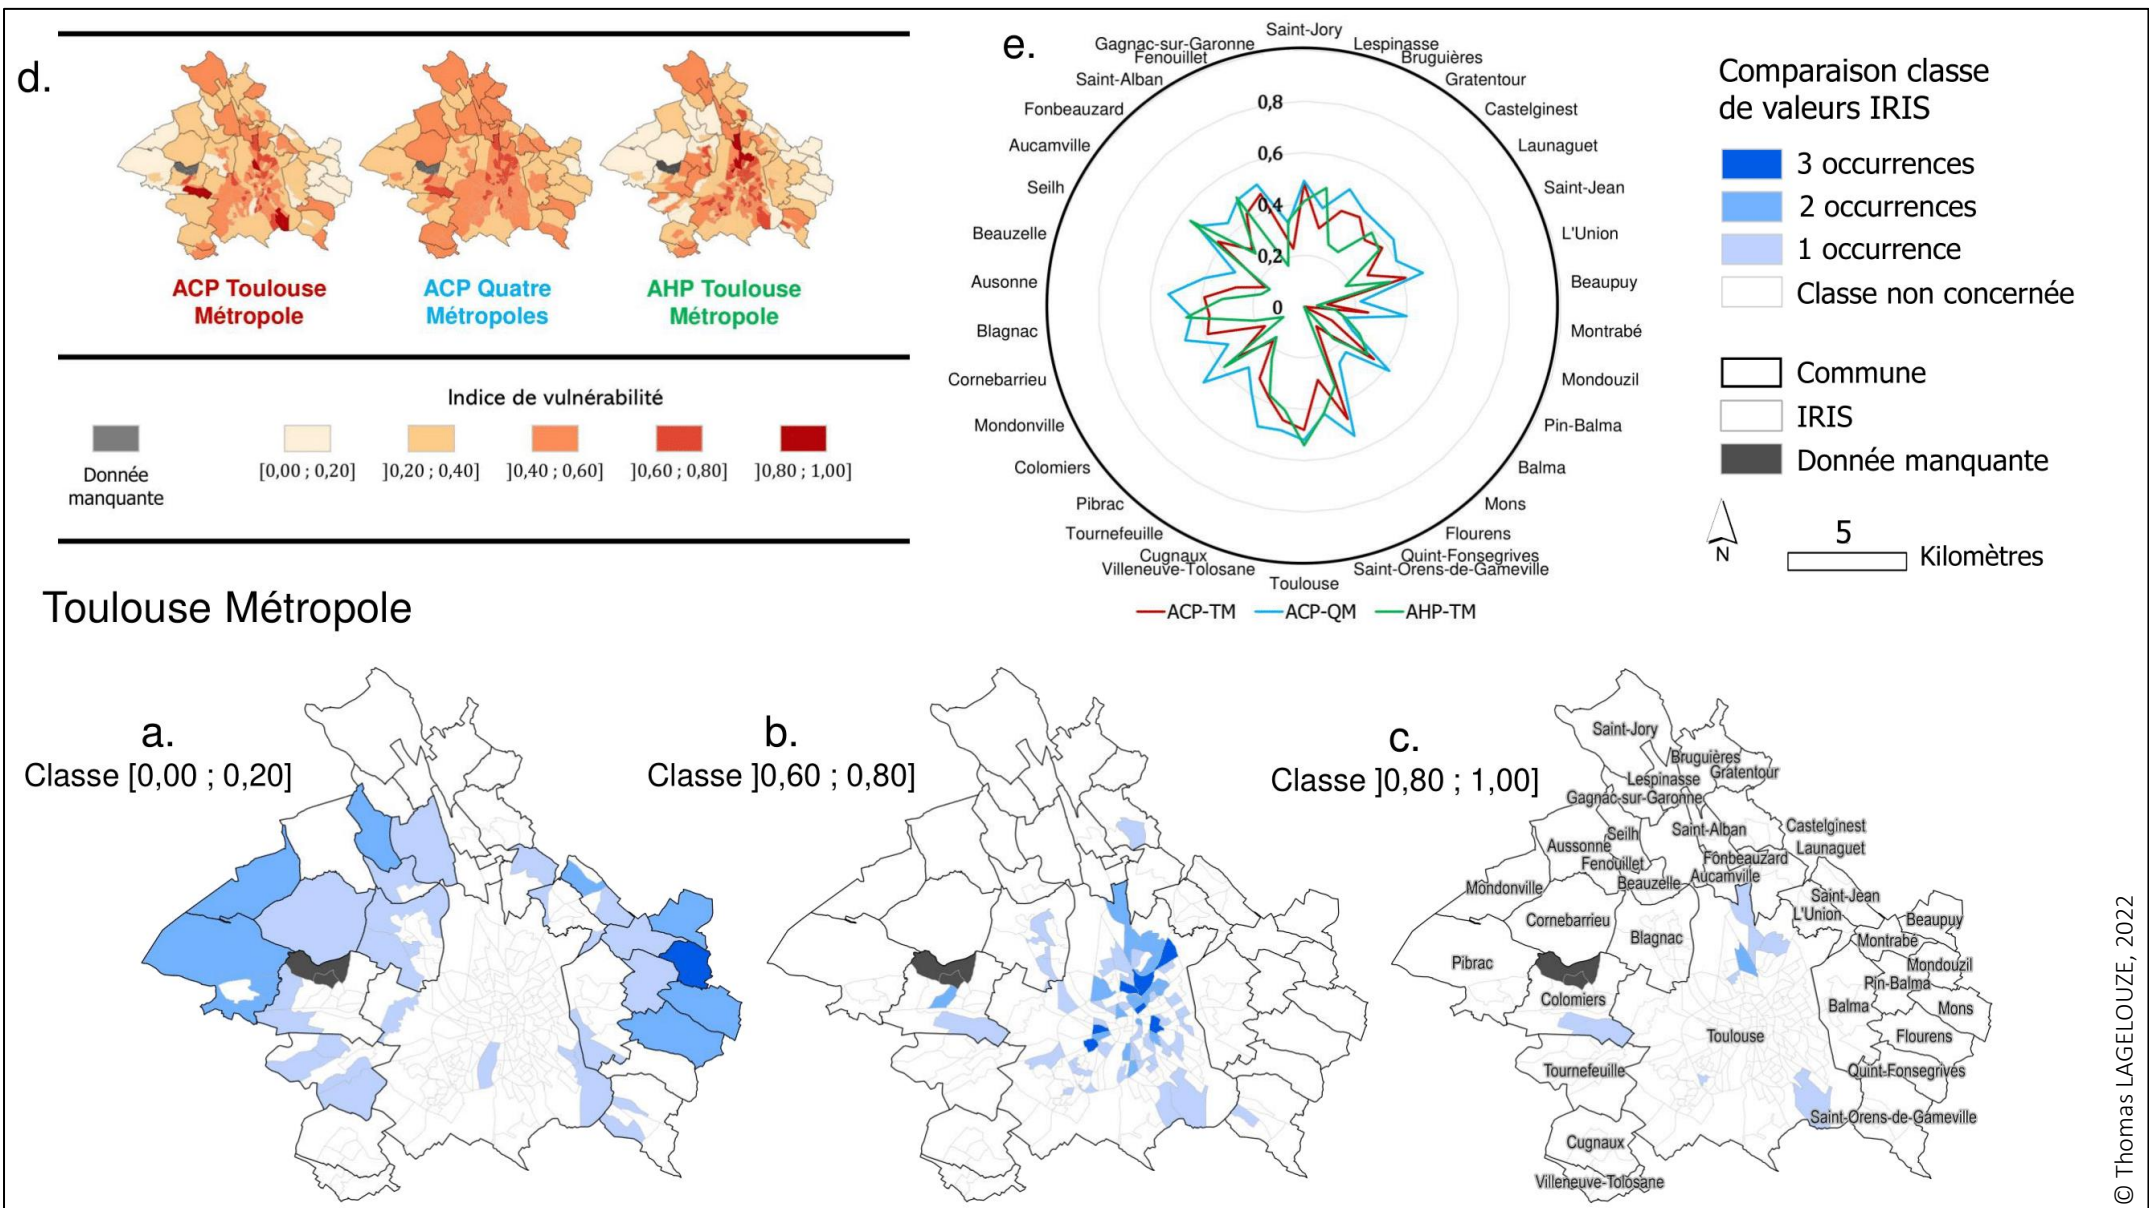 d.
ACP Toulouse
Métropole
ACP Quatre
Métropoles
AHP Toulouse
Métropole
Indice de vulnérabilité
Donnée
manquante
[0,00 ; 0,20]
]0,20 ; 0,40]
]0,40 ; 0,60]
]0,60 ; 0,80]
]0,80 ; 1,00]
e.
Saint-Jory
Lespinasse
Bruguières
Gratentour
Castelginest
Launaguet
Saint-Jean
L'Union
Beaupuy
Montrabé
Mondouzil
Pin-Balma
Balma
Mons
Flourens
Quint-Fonsegrives
Saint-Orens-de-Gameville
Toulouse
Villeneuve-Tolosane
Cugnaux
Tournefeuille
Pibrac
Colomiers
Mondonville
Cornebarrieu
Blagnac
Ausonne
Beauzelle
Seilh
Aucamville
Fonbeauzard
Saint-Alban
Fenouillet
Gagnac-sur-Garonne
0,8
0,6
0,4
0,2
0
ACP-TM
ACP-QM
AHP-TM
Comparaison classe
de valeurs IRIS
3 occurrences
2 occurrences
1 occurrence
Classe non concernée
Commune
IRIS
Donnée manquante
N
5
Kilomètres
Toulouse Métropole
a.
Classe [0,00 ; 0,20]
b.
Classe ]0,60 ; 0,80]
c.
Classe ]0,80 ; 1,00]
Saint-Jory
Bruguières
Lespinasse
Gratentour
Gagnac-sur-Garonne
Seilh
Saint-Alban
Castelginest
Aussonne
Launaguet
Fenouillet
Fonbeauzard
Aucamville
Mondonville
Beauzelle
Saint-Jean
L'Union
Cornebarrieu
Beaupuy
Blagnac
Montrabé
Pibrac
Mondouzil
Pin-Balma
Colomiers
Balma
Mons
Toulouse
Flourens
Tournefeuille
Quint-Fonsegrives
Saint-Orens-de-Gameville
Cugnaux
Villeneuve-Tolosane
© Thomas LAGELOUZE, 2022